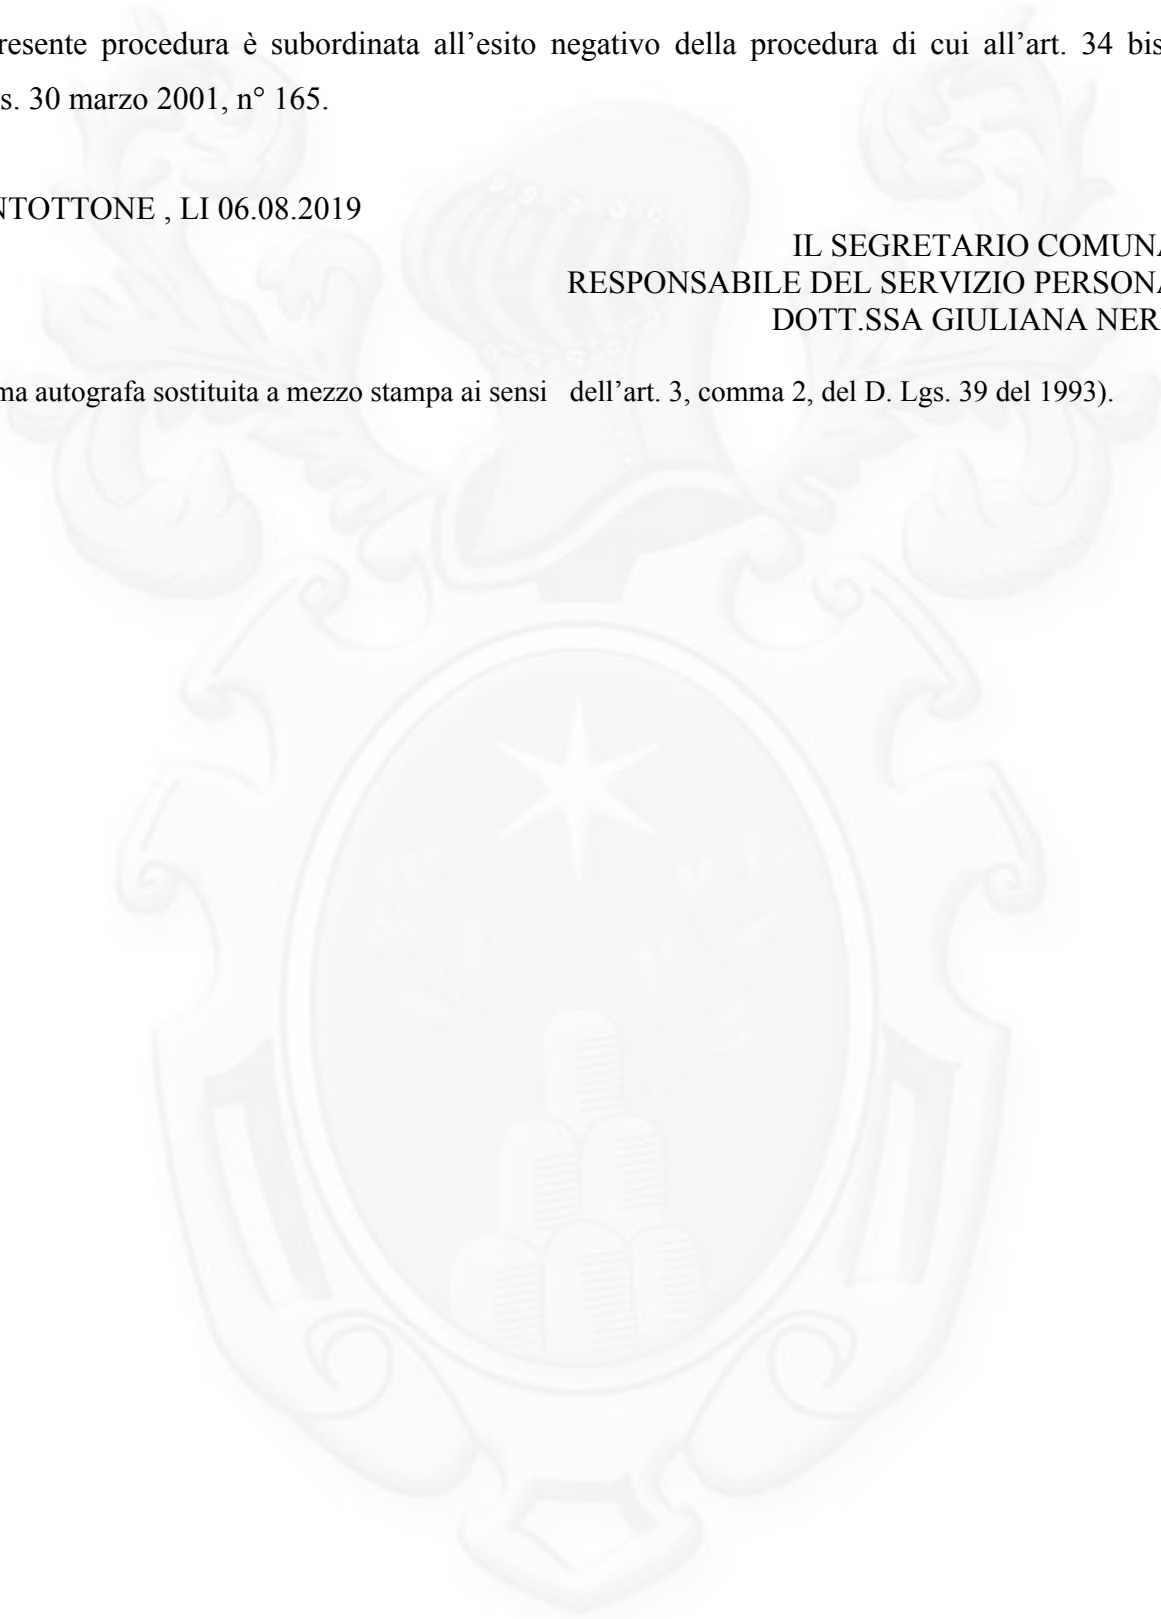 resente procedura è subordinata all’esito negativo della procedura di cui all’art. 34 bis
s. 30 marzo 2001, n° 165.
NTOTTONE , LI 06.08.2019
IL SEGRETARIO COMUNA
RESPONSABILE DEL SERVIZIO PERSONA
DOTT.SSA GIULIANA NER
ma autografa sostituita a mezzo stampa ai sensi dell’art. 3, comma 2, del D. Lgs. 39 del 1993).